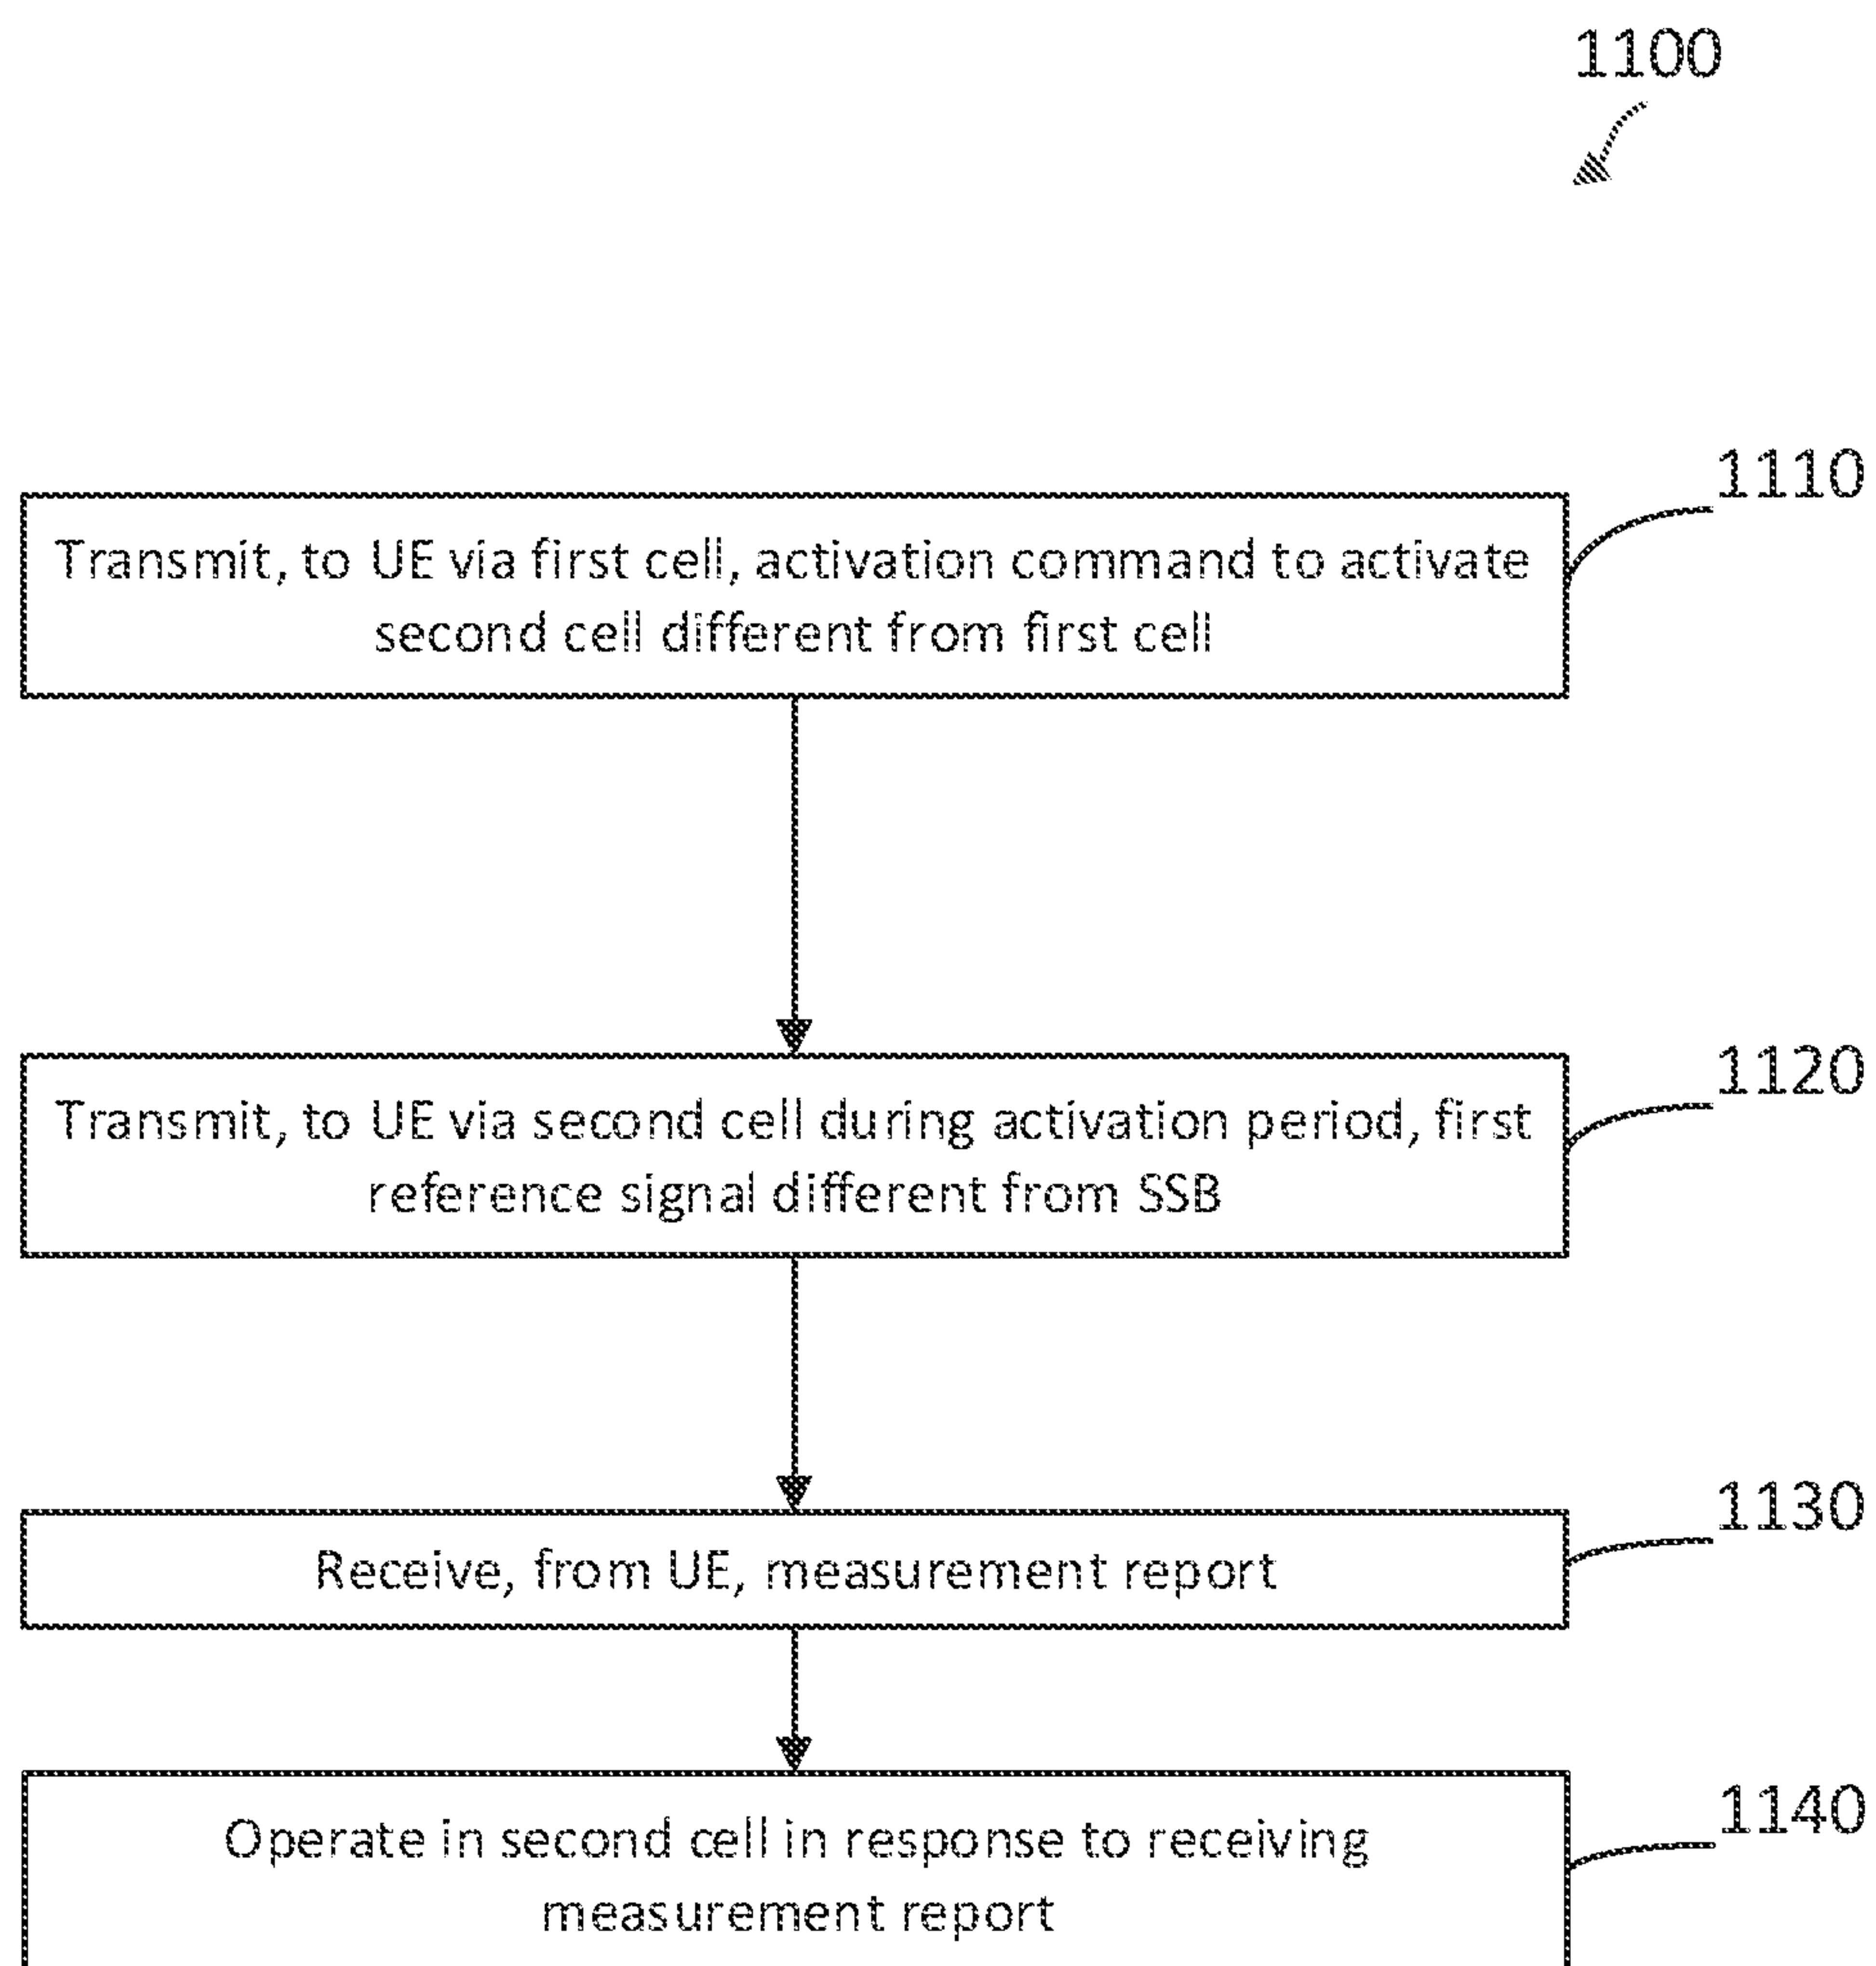 1100
1110
Transmit, to UE via first cell, activation command to activate
second cell different from first cell
1120
Transmit, to UE via second cell during activation period, first
reference signal different from SSB
1130
Receive, from UE, measurement report
1140
Operate in second cell in response to receiving
measurement report